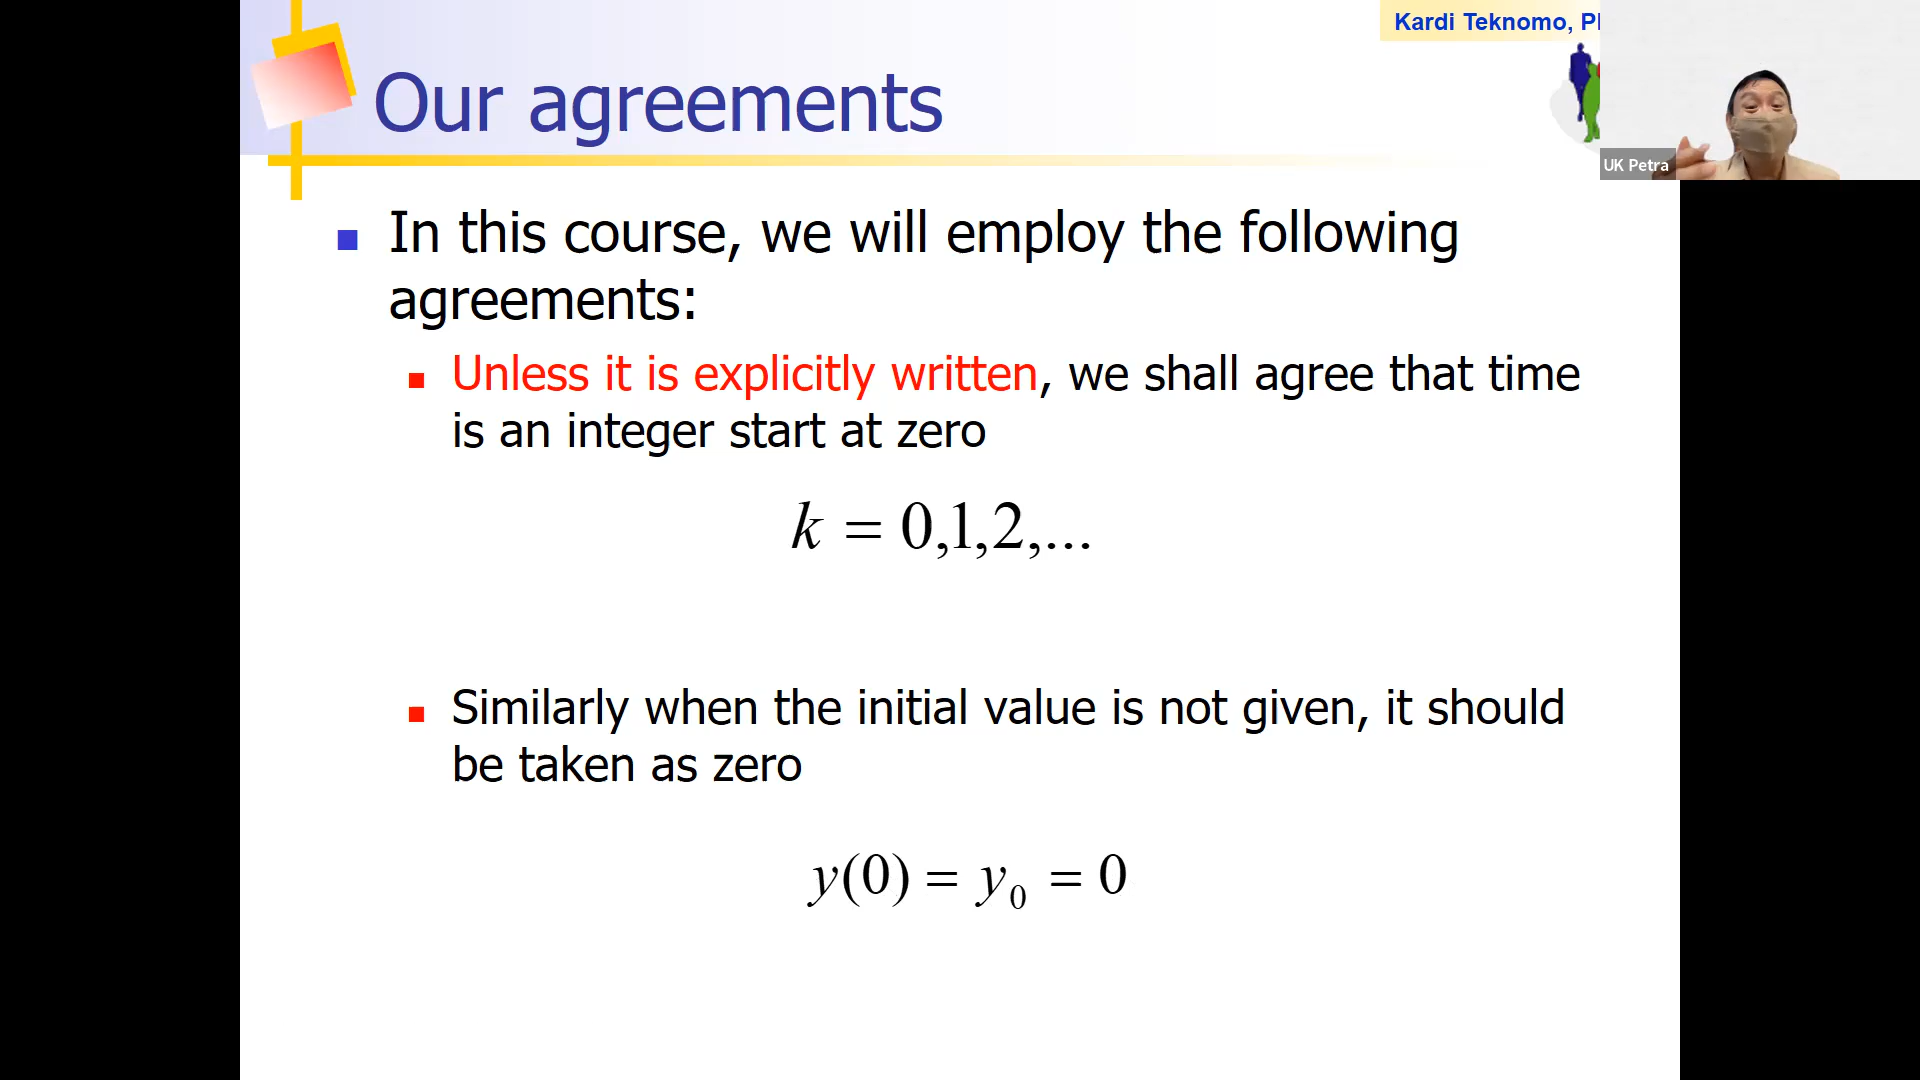 Kardi Teknomo, P
Our agreements
UK Petra
In this course, we will employ the following
agreements:
Unless it is explicitly written, we shall agree that time
is an integer start at zero
k = 0,1,2,...
Similarly when the initial value is not given, it should
be taken as zero
y(0) = y₀ = 0